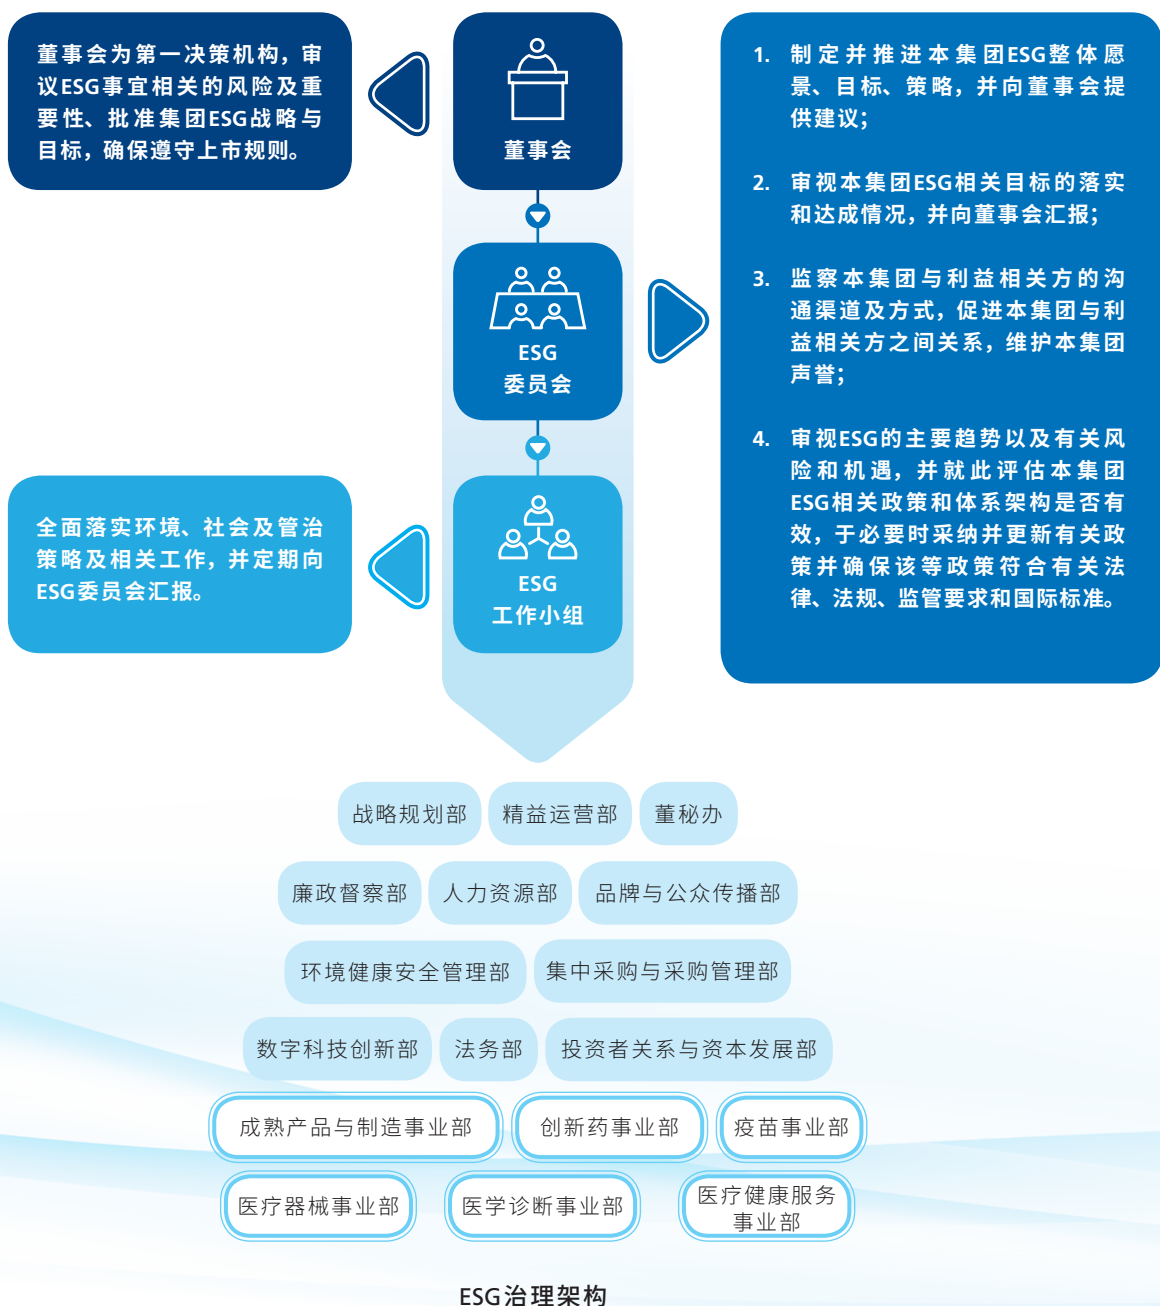 董事会为第一决策机构，审
议ESG事宜相关的风险及重
要性、批准集团ESG战略与
目标，确保遵守上市规则。
董事会
1. 制定并推进本集团ESG整体愿
景、目标、策略，并向董事会提
供建议；
2. 审视本集团ESG相关目标的落实
和达成情况，并向董事会汇报；
3. 监察本集团与利益相关方的沟
通渠道及方式，促进本集团与利
益相关方之间关系，维护本集团
声誉；
4. 审视ESG的主要趋势以及有关风
险和机遇，并就此评估本集团
ESG相关政策和体系架构是否有
效，于必要时采纳并更新有关政
策并确保该等政策符合有关法
律、法规、监管要求和国际标准。
ESG
委员会
全面落实环境、社会及管治
策略及相关工作，并定期向
ESG委员会汇报。
ESG
工作小组
战略规划部 精益运营部 董秘办
廉政督察部 人力资源部 品牌与公众传播部
环境健康安全管理部 集中采购与采购管理部
数字科技创新部 法务部 投资者关系与资本发展部
成熟产品与制造事业部 创新药事业部 疫苗事业部
医疗器械事业部 医学诊断事业部 医疗健康服务
事业部
ESG治理架构